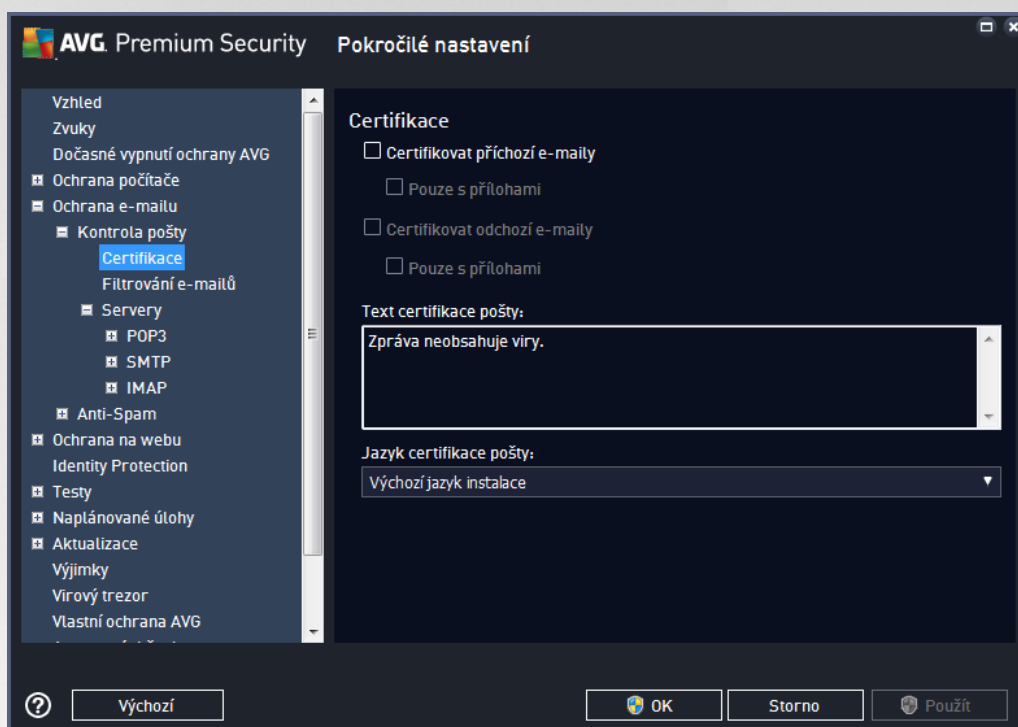 AVG. Premium Security
Pokročilé nastavení
Vzhled
Zvuky
Dočasné vypnutí ochrany AVG
Ochrana počítače
Ochrana e-mailu
Kontrola pošty
Certifikace
Filtrování e-mailů
Servery
POP3
SMTP
IMAP
Anti-Spam
Ochrana na webu
Identity Protection
Testy
Naplánované úlohy
Aktualizace
Výjimky
Virový trezor
Vlastní ochrana AVG
Certifikace
Certifikovat příchozí e-maily
Pouze s přílohami
Certifikovat odchozí e-maily
Pouze s přílohami
Text certifikace pošty:
Zpráva neobsahuje viry.
Jazyk certifikace pošty:
Výchozí jazyk instalace
Výchozí
OK
Storno
Použít